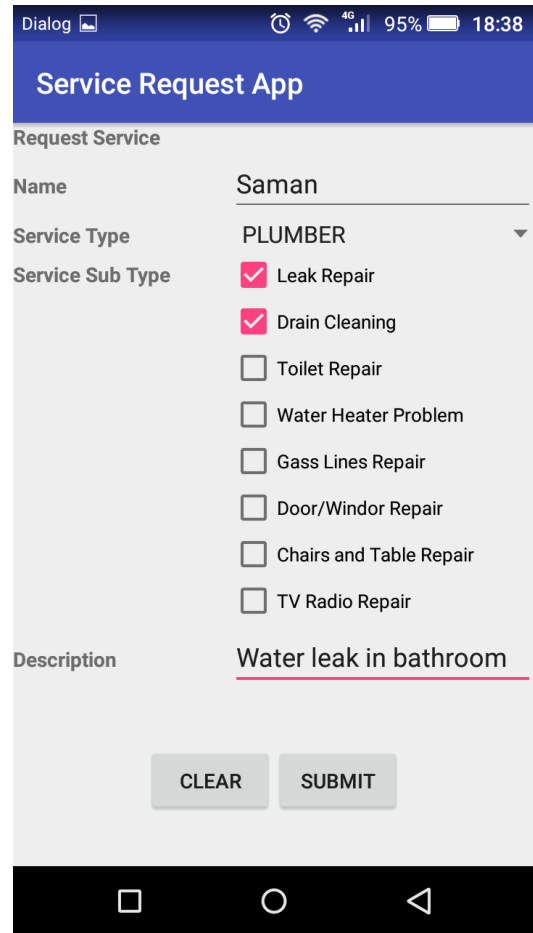 Dialog 4G 95% 18:38
Service Request App
Request Service
Name Saman
Service Type PLUMBER
Service Sub Type Leak Repair
Drain Cleaning
Toilet Repair
Water Heater Problem
Gass Lines Repair
Door/Windor Repair
Chairs and Table Repair
TV Radio Repair
Description Water leak in bathroom
CLEAR SUBMIT